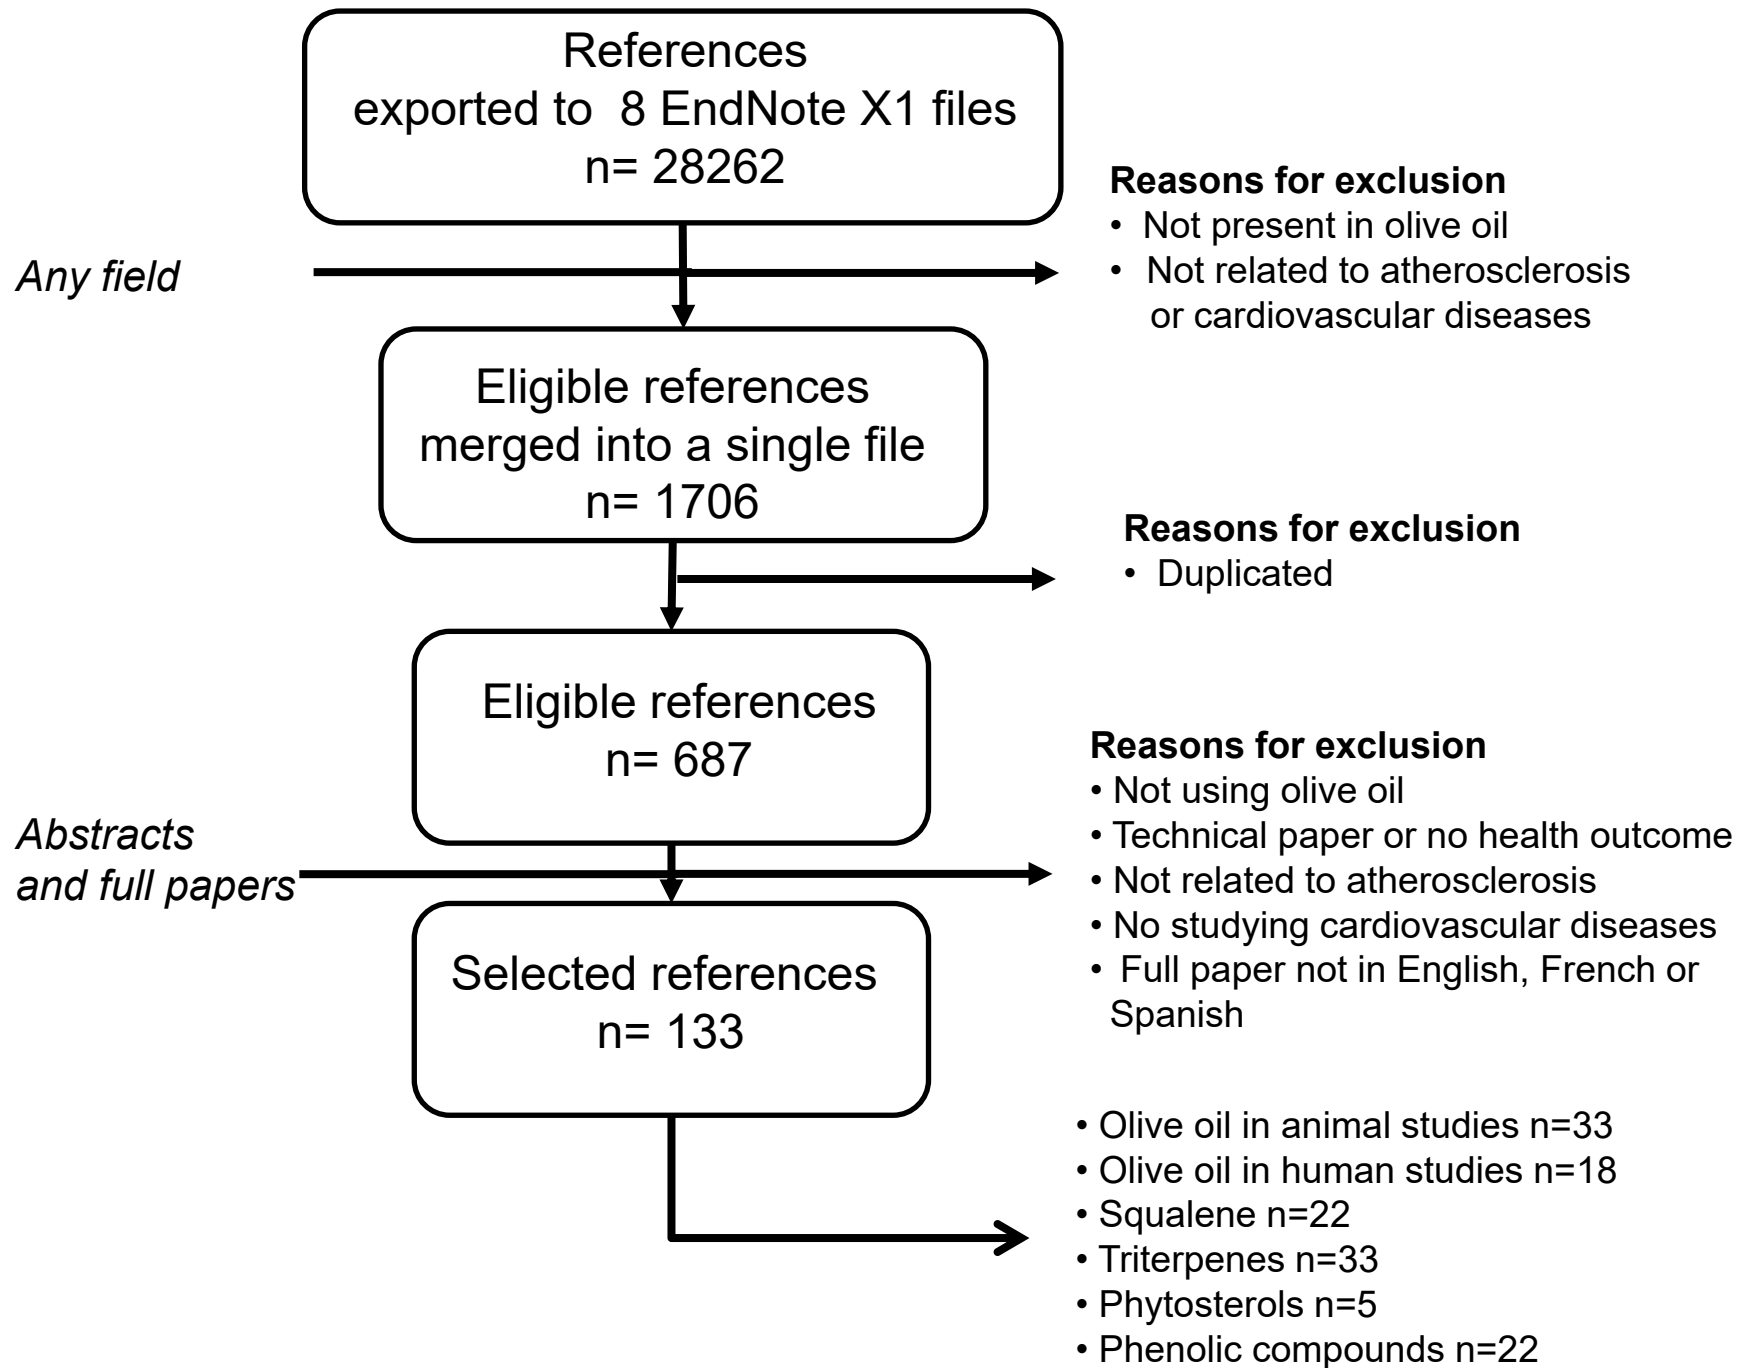 References
exported to 8 EndNote X1 files
n= 28262
Reasons for exclusion
• Not present in olive oil
• Not related to atherosclerosis
or cardiovascular diseases
Any field
Eligible references
merged into a single file
n= 1706
Reasons for exclusion
• Duplicated
Eligible references
n= 687
Reasons for exclusion
• Not using olive oil
• Technical paper or no health outcome
• Not related to atherosclerosis
• No studying cardiovascular diseases
• Full paper not in English, French or
Spanish
Abstracts
and full papers
Selected references
n= 133
• Olive oil in animal studies n=33
• Olive oil in human studies n=18
• Squalene n=22
• Triterpenes n=33
• Phytosterols n=5
• Phenolic compounds n=22